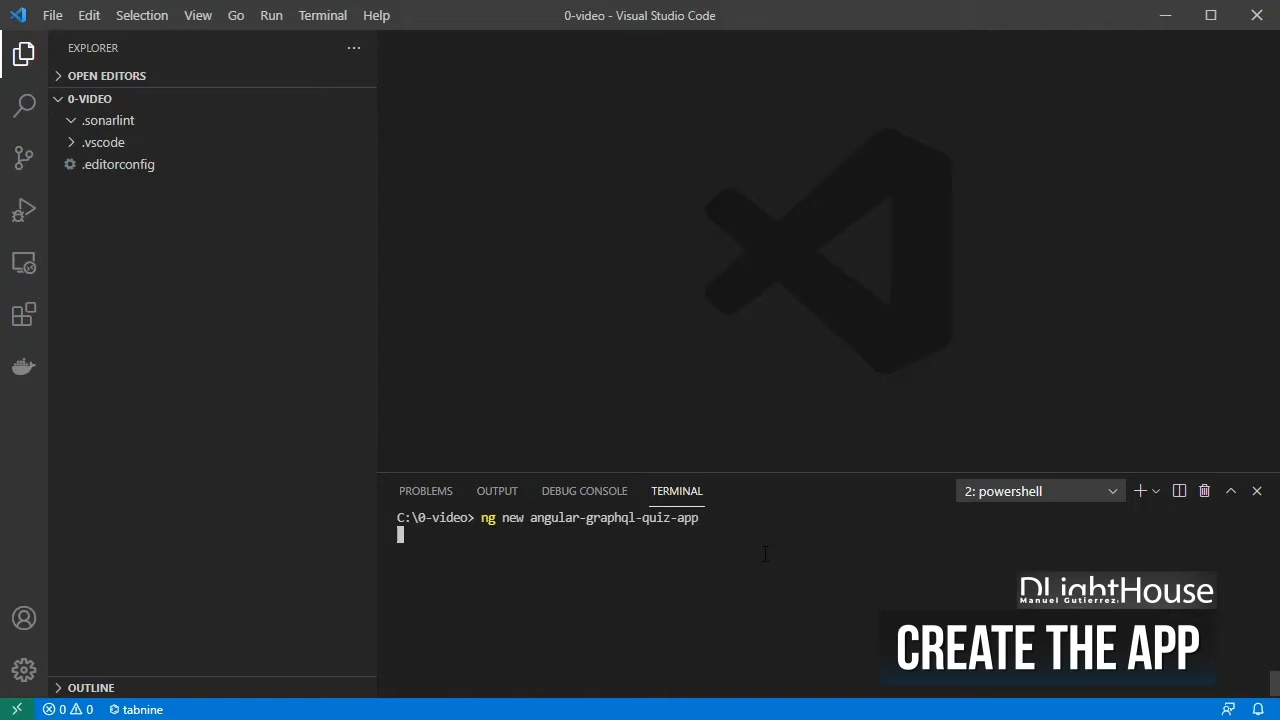 File Edit Selection View Go Run Terminal Help
0-video - Visual Studio Code
EXPLORER
OPEN EDITORS
0-VIDEO
.sonarlint
.vscode
.editorconfig
OUTLINE
PROBLEMS OUTPUT DEBUG CONSOLE TERMINAL
2: powershell
C:\0-video> ng new angular-graphql-quiz-app
DLightHouse
Manuel Gutierrez
CREATE THE APP
0 0 tabnine